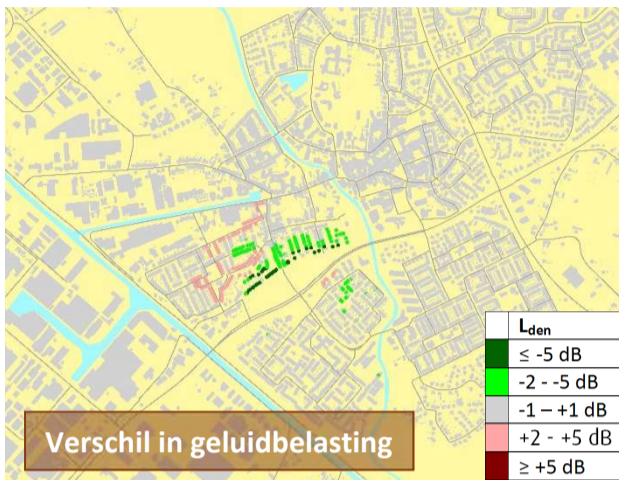 Verschil in geluidbelasting
Lden
≤ -5 dB
-2 - -5 dB
-1 – +1 dB
+2 - +5 dB
≥ +5 dB